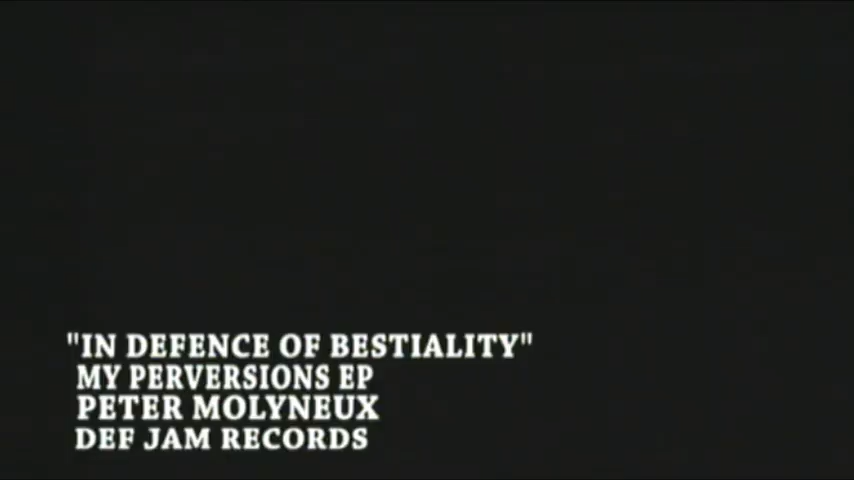 "IN DEFENCE OF BESTIALITY"
MY PERVERSIONS EP
PETER MOLYNEUX
DEF JAM RECORDS